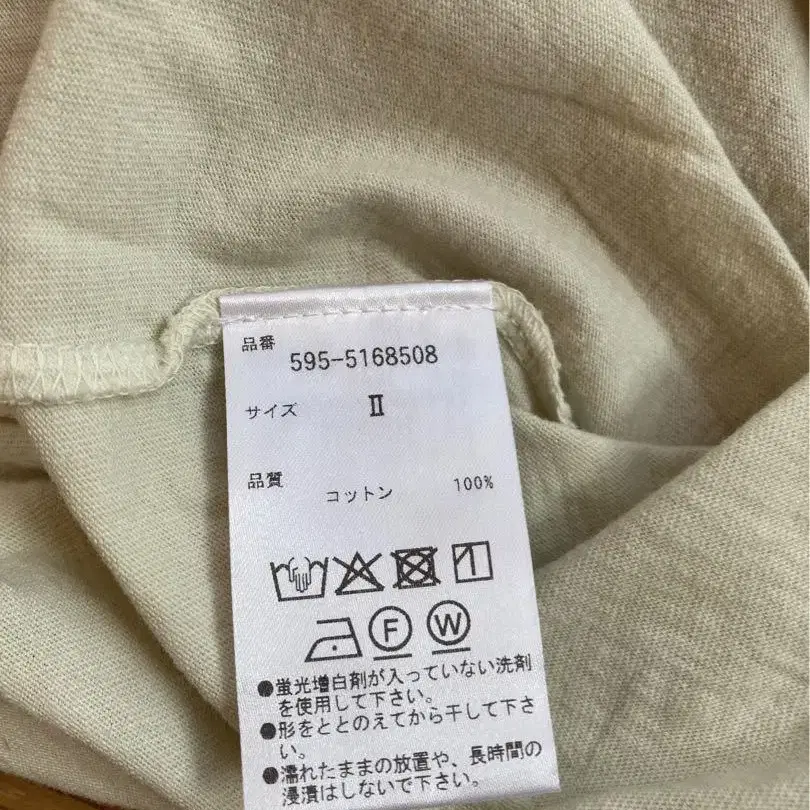 品番
595-5168508
サイズ Ⅱ
品質
コットン 100%
F W
●蛍光増白剤が入っていない洗剤
を使用して下さい。
●形をととのえてから干して下さ
い。
●濡れたままの放置や、長時間の
浸漬はしないで下さい。